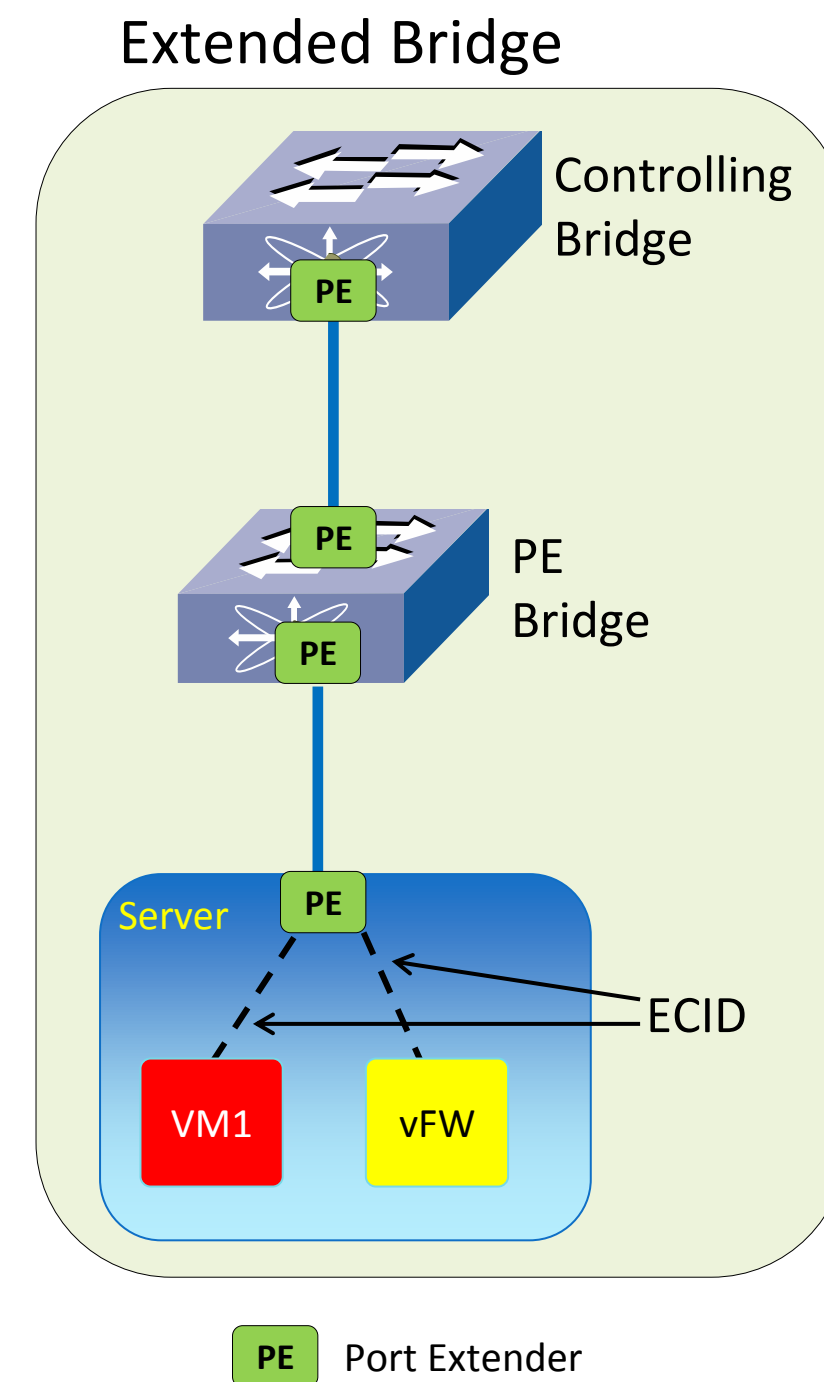 Extended Bridge
Controlling
Bridge
PE
PE
PE
Bridge
PE
PE
Server
ECID
VM1
vFW
PE
Port Extender